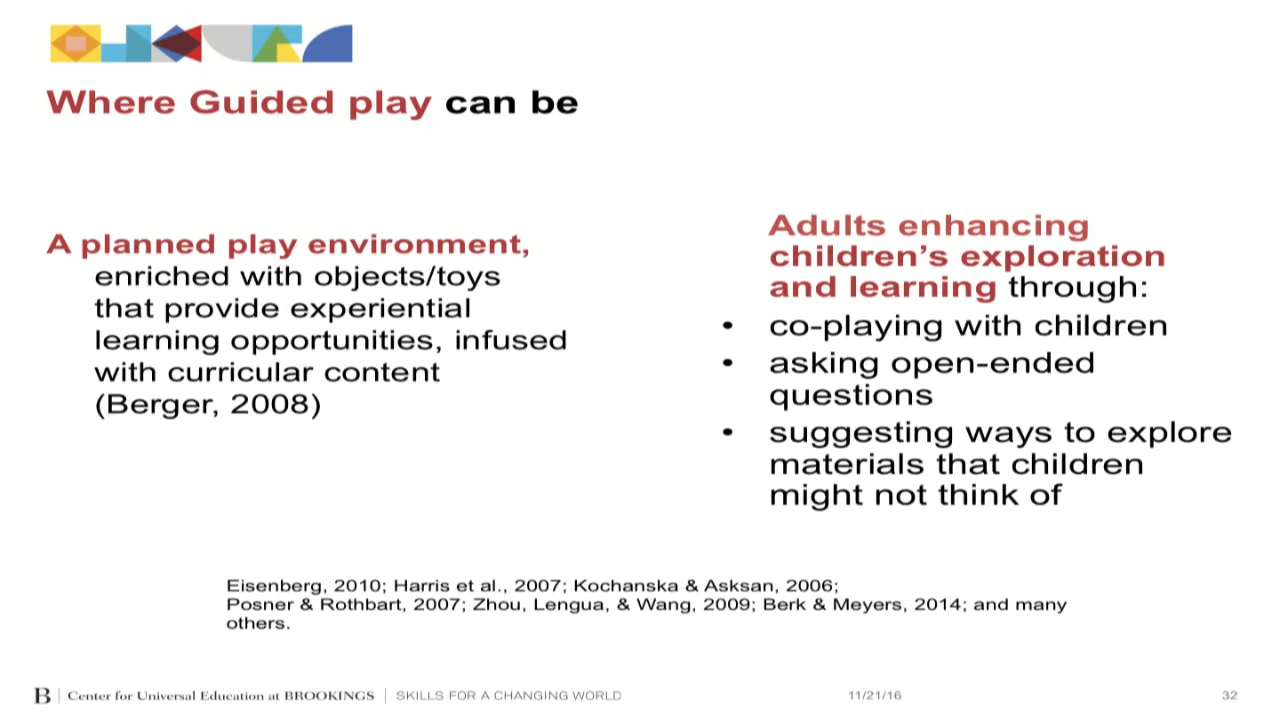 Where Guided play can be
A planned play environment,
enriched with objects/toys
that provide experiential
learning opportunities, infused
with curricular content
(Berger, 2008)
Adults enhancing
children’s exploration
and learning through:
• co-playing with children
• asking open-ended
questions
• suggesting ways to explore
materials that children
might not think of
Eisenberg, 2010; Harris et al., 2007; Kochanska & Asksan, 2006;
Posner & Rothbart, 2007; Zhou, Lengua, & Wang, 2009; Berk & Meyers, 2014; and many
others.
B | Center for Universal Education at BROOKINGS | SKILLS FOR A CHANGING WORLD 11/21/16 32